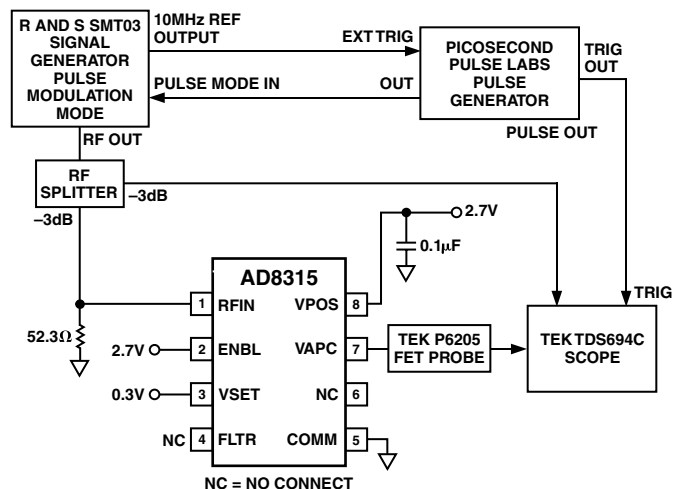 R AND S SMT03
SIGNAL
GENERATOR
PULSE
MODULATION
MODE
10MHz REF
OUTPUT
EXT TRIG
PICOSECOND
PULSE LABS
PULSE
GENERATOR
TRIG
OUT
PULSE MODE IN
OUT
PULSE OUT
RF OUT
RF
SPLITTER
–3dB
–3dB
2.7V
0.1μF
AD8315
1 RFIN
VPOS 8
52.3Ω
2.7V
2 ENBL
VAPC 7
TEK P6205
FET PROBE
TRIG
TEK TDS694C
SCOPE
0.3V
3 VSET
NC 6
NC
4 FLTR
COMM 5
NC = NO CONNECT